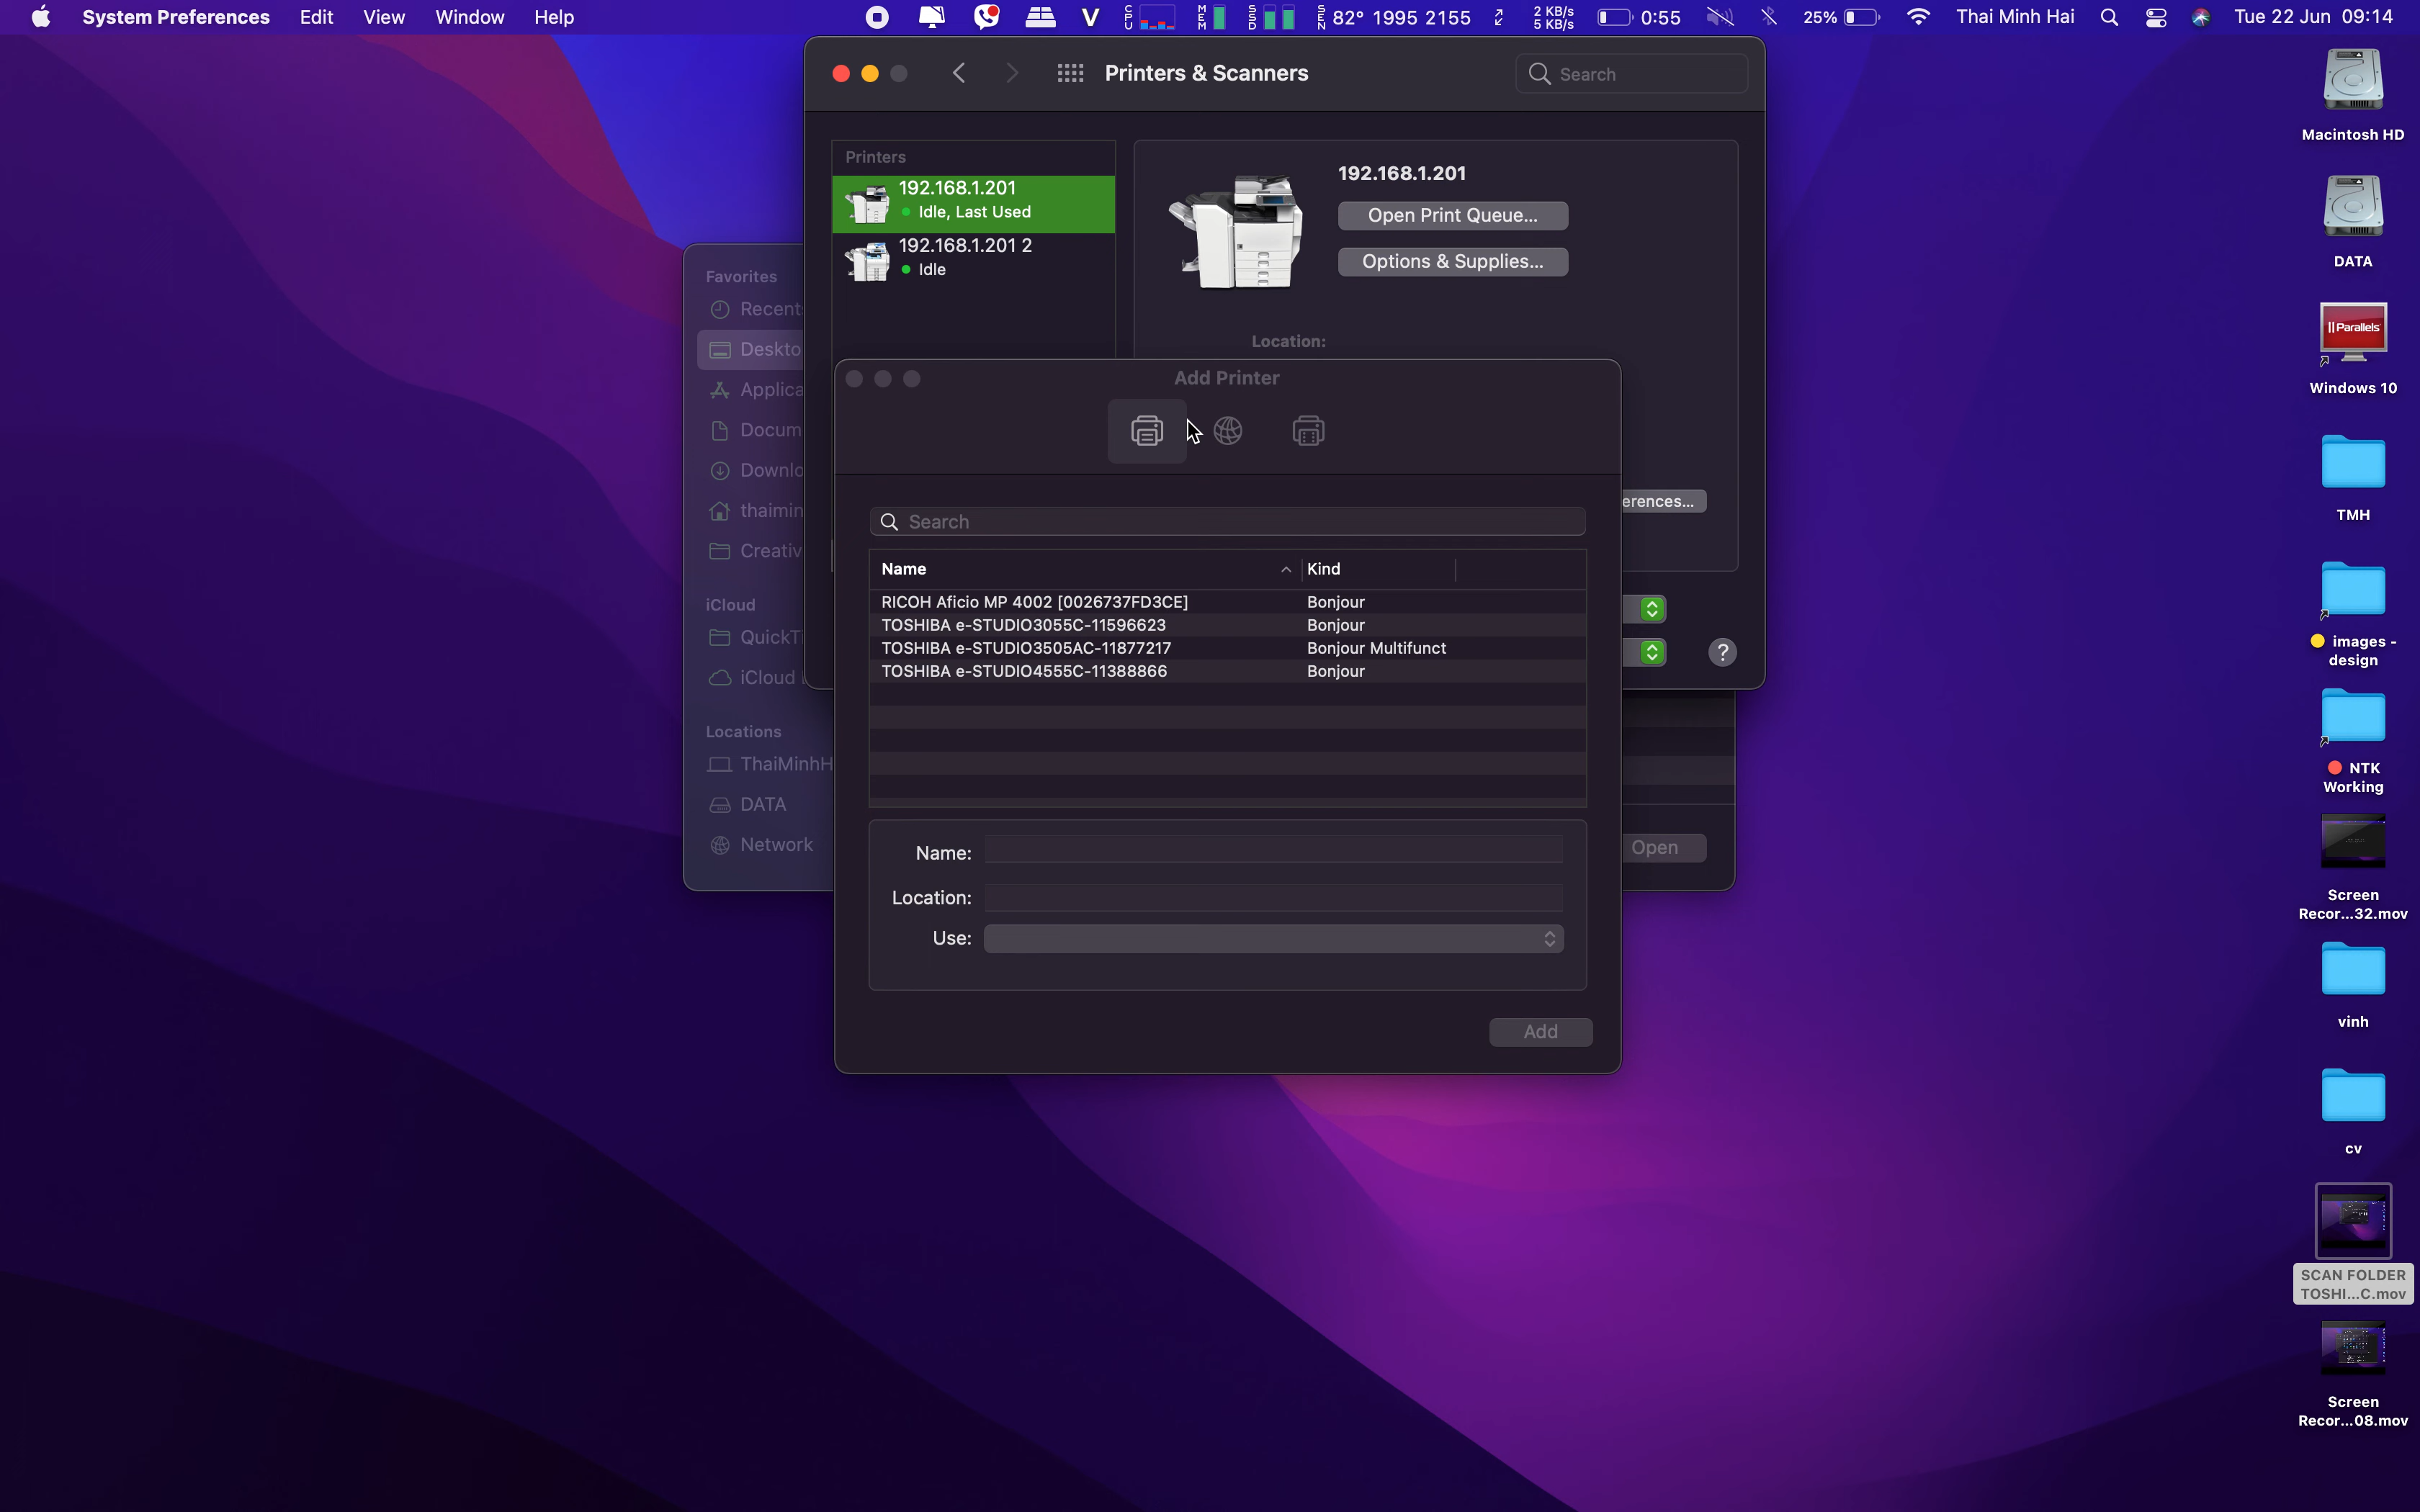 System Preferences Edit View Window Help
V CPU MEM SSD SEN 82° 1995 2155 2 KB/s 5 KB/s 0:55 25% Thai Minh Hai Tue 22 Jun 09:14
Printers & Scanners
Search
Printers
192.168.1.201
Idle, Last Used
192.168.1.201 2
Idle
192.168.1.201
Open Print Queue...
Options & Supplies...
Location:
erences...
?
Favorites
Recents
Deskto
Applica
Docum
Downlo
thaimin
Creativ
iCloud
QuickTi
iCloud
Locations
ThaiMinhH
DATA
Network
Open
Add Printer
Search
Name Kind
RICOH Aficio MP 4002 [0026737FD3CE] Bonjour
TOSHIBA e-STUDIO3055C-11596623 Bonjour
TOSHIBA e-STUDIO3505AC-11877217 Bonjour Multifunct
TOSHIBA e-STUDIO4555C-11388866 Bonjour
Name:
Location:
Use:
Add
Macintosh HD
DATA
Parallels
Windows 10
TMH
images -
design
NTK
Working
Screen
Recor...32.mov
vinh
cv
SCAN FOLDER
TOSHI...C.mov
Screen
Recor...08.mov